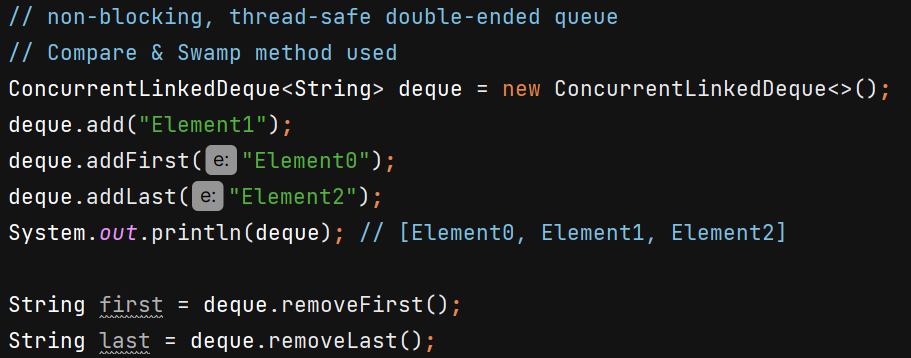 // non-blocking, thread-safe double-ended queue
// Compare & Swamp method used
ConcurrentLinkedDeque<String> deque = new ConcurrentLinkedDeque<>();
deque.add("Element1");
deque.addFirst( e: "Element0");
deque.addLast( e: "Element2");
System.out.println(deque); // [Element0, Element1, Element2]
String first = deque.removeFirst();
String last = deque.removeLast();